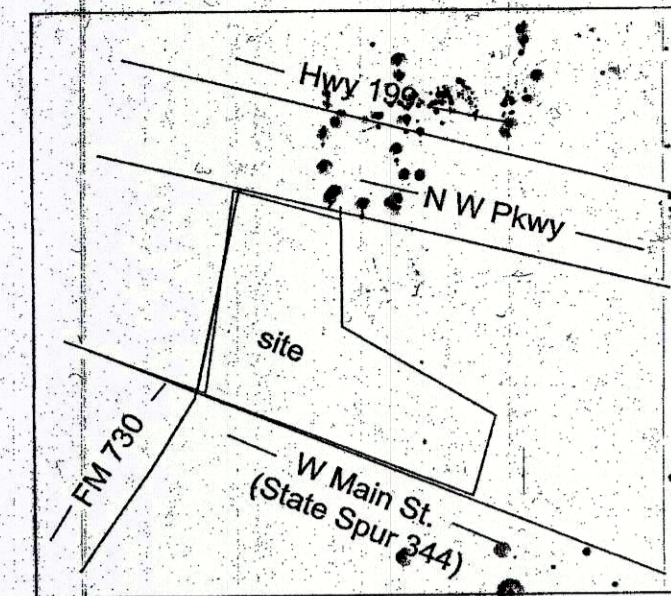 Hwy 199
N W Pkwy
site
FM 730
W Main St.
(State Spur 344)